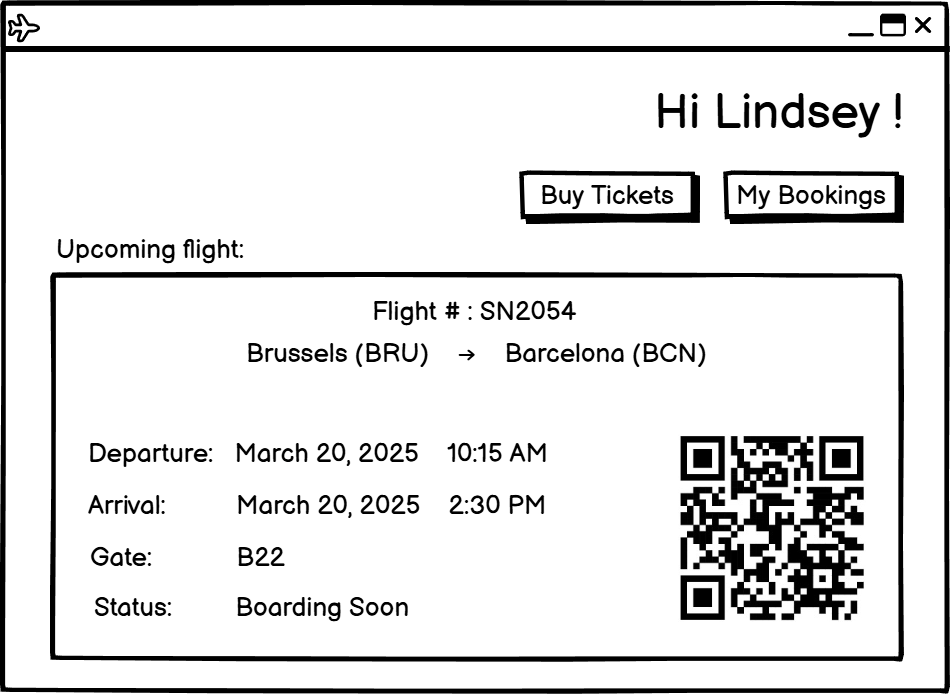 Hi Lindsey !
Buy Tickets My Bookings
Upcoming flight:
Flight # : SN2054
Brussels (BRU) → Barcelona (BCN)
Departure: March 20, 2025 10:15 AM
Arrival: March 20, 2025 2:30 PM
Gate: B22
Status: Boarding Soon